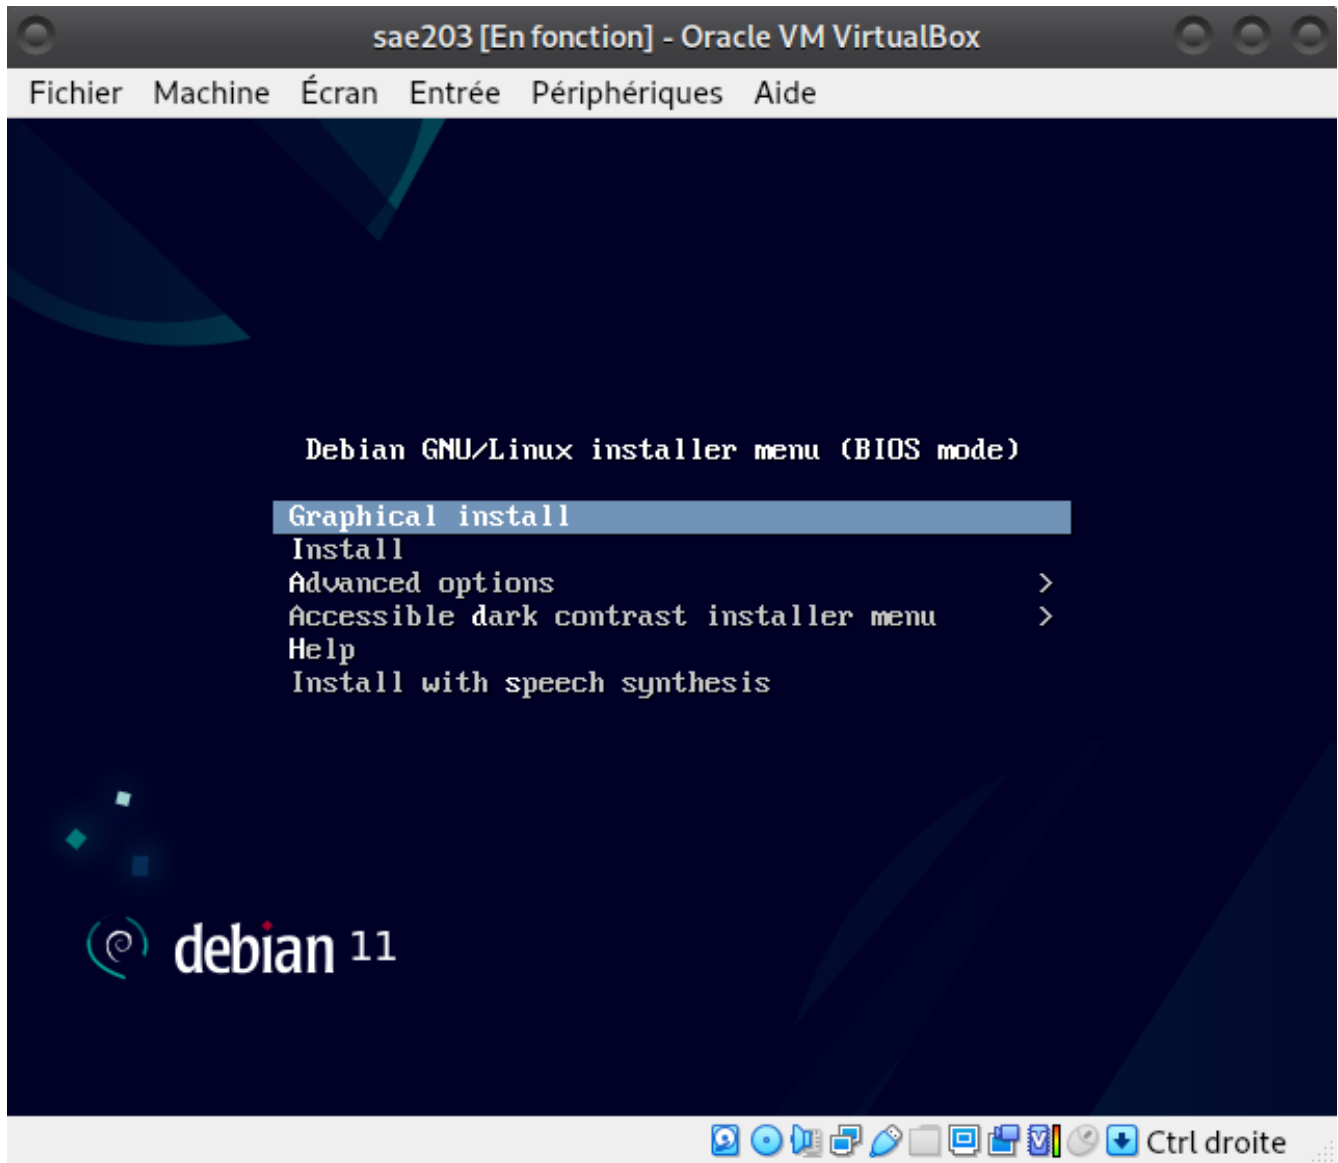 sae203 [En fonction] - Oracle VM VirtualBox
Fichier Machine Écran Entrée Périphériques Aide
Debian GNU/Linux installer menu (BIOS mode)
Graphical install
Install
Advanced options >
Accessible dark contrast installer menu >
Help
Install with speech synthesis
debian 11
Ctrl droite